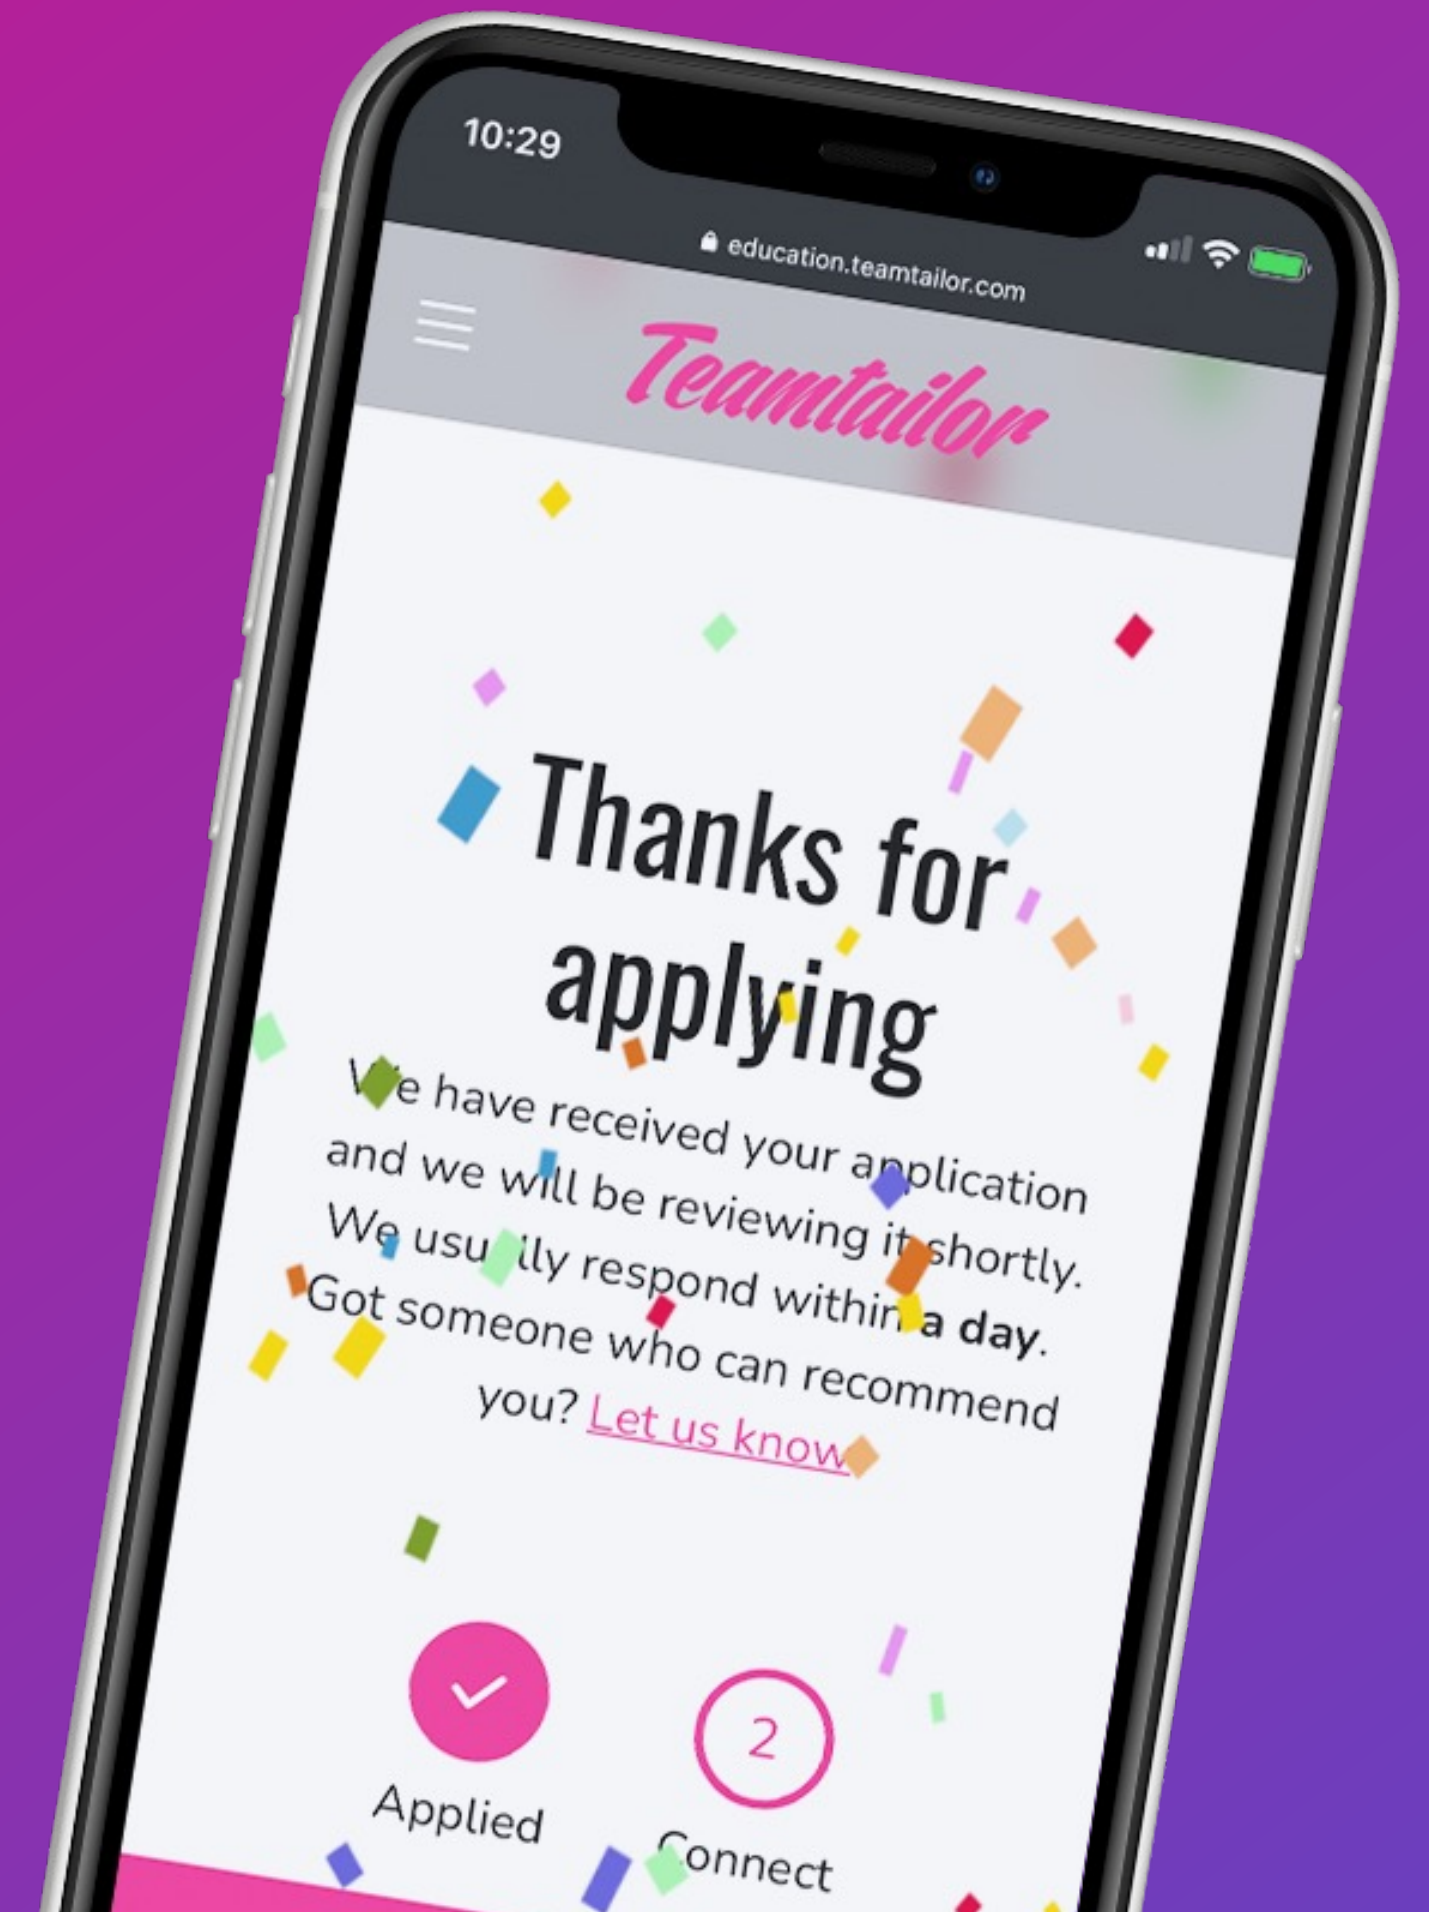 10:29
education.teamtailor.com
Teamtailor
Thanks for
applying
We have received your application
and we will be reviewing it shortly.
We usually respond within a day.
Got someone who can recommend
you? Let us know
2
Applied
Connect